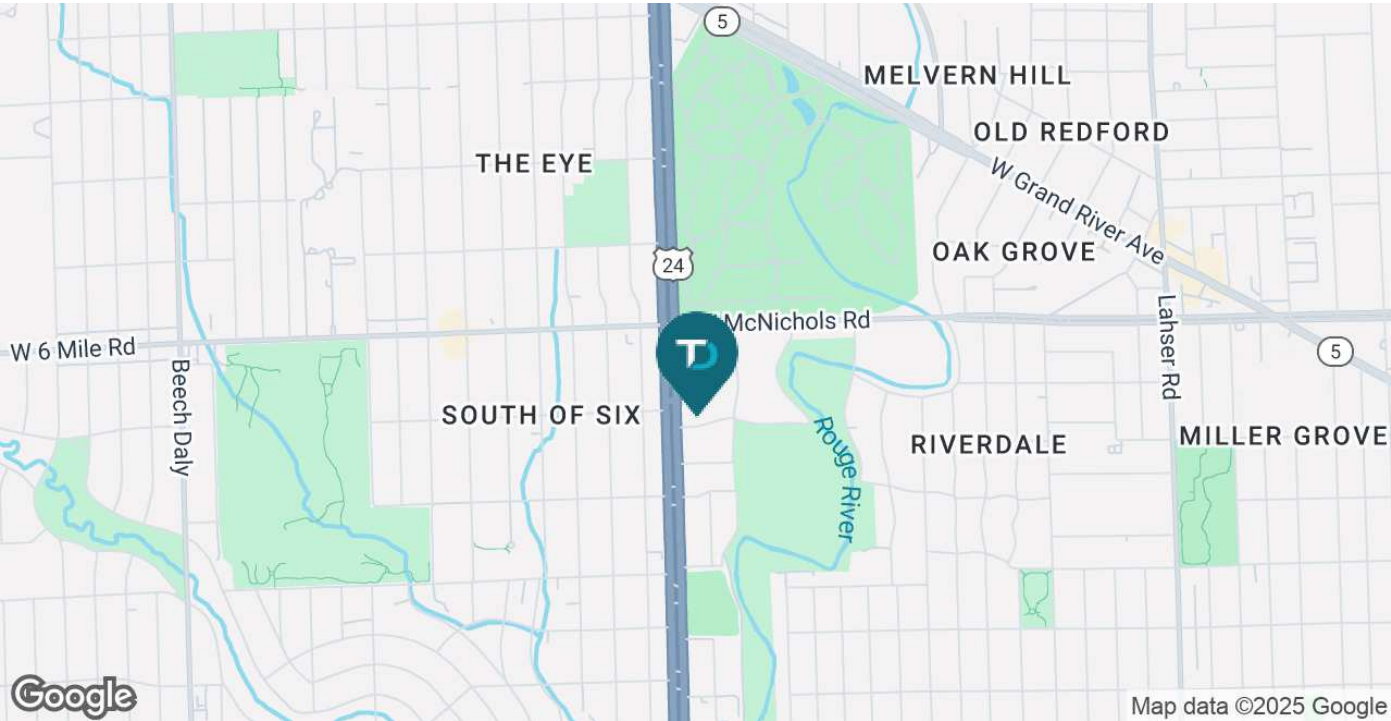 5
MELVERN HILL
OLD REDFORD
THE EYE
W Grand River Ave
OAK GROVE
24
McNichols Rd
W 6 Mile Rd
Lahser Rd
5
TD
Beech Daly
SOUTH OF SIX
Rouge River
RIVERDALE
MILLER GROVE
Google
Map data ©2025 Google